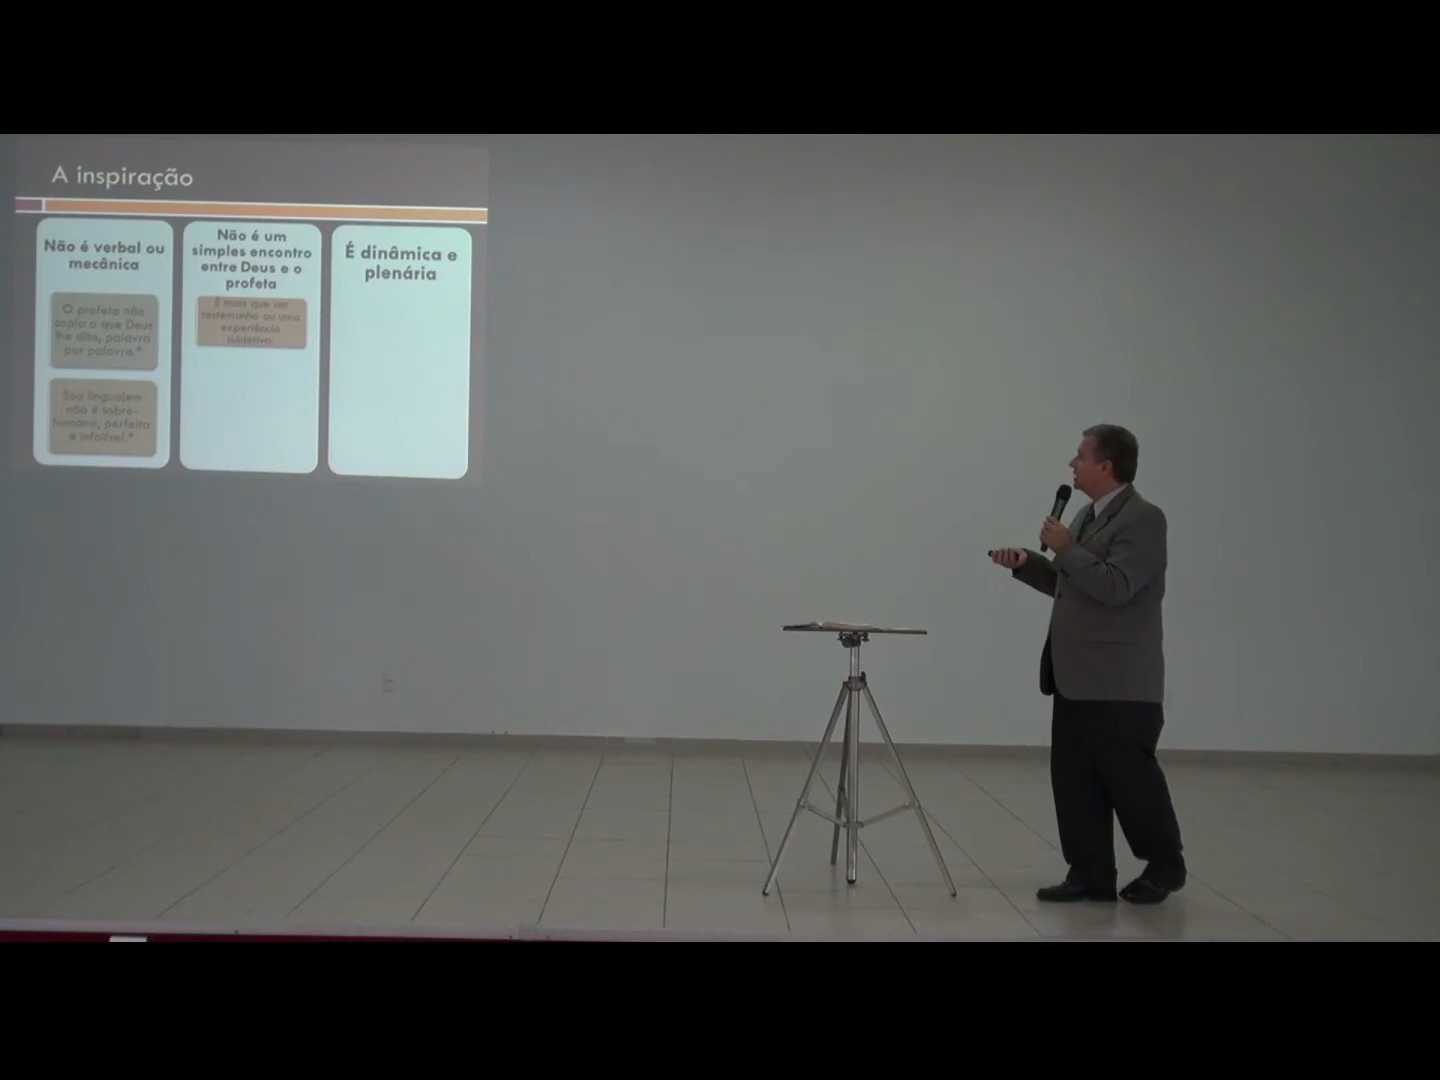 A inspiração
Não é verbal ou
mecânica
O profeta não
copia o que Deus
lhe dita, palavra
por palavra.*
Sua linguagem
não é sobre-
humana, perfeita
e infalível.*
Não é um
simples encontro
entre Deus e o
profeta
É mais que um
testemunho ou uma
experiência
subjetiva.
É dinâmica e
plenária